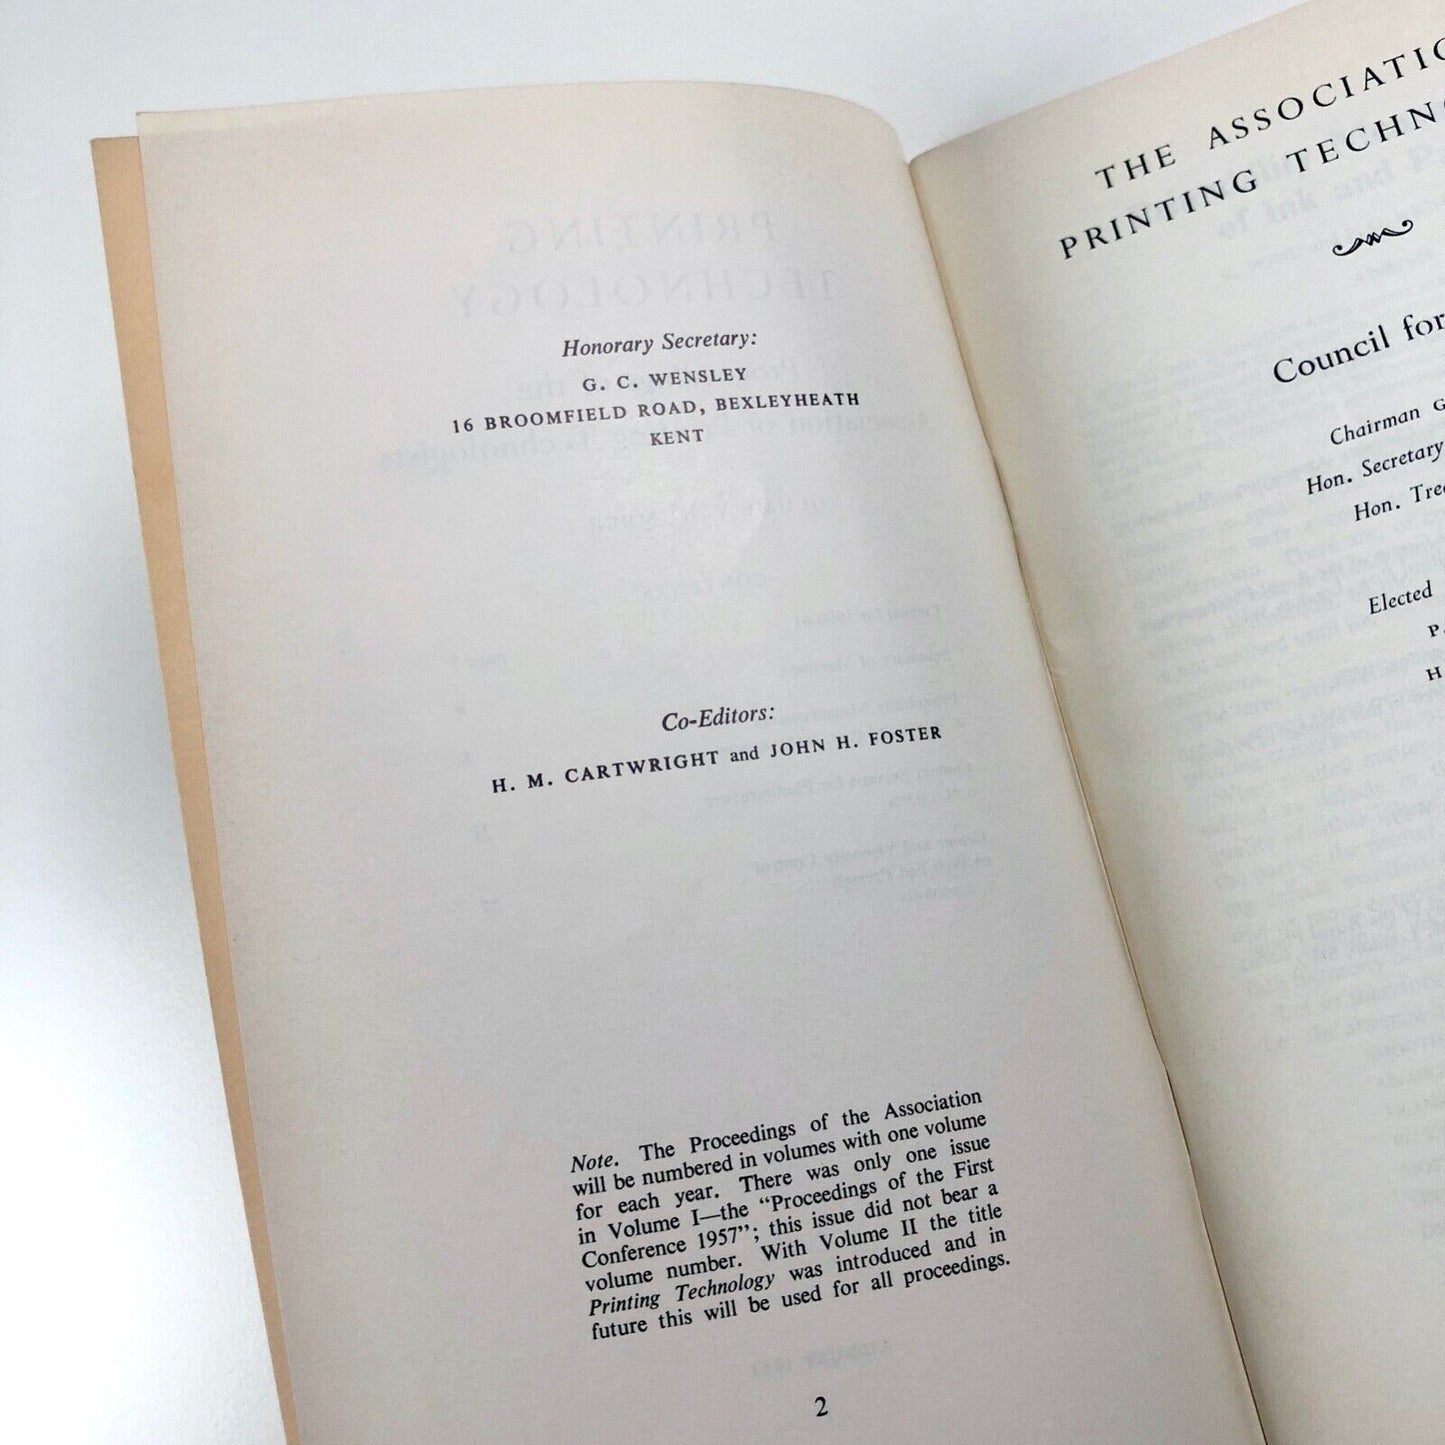 Honorary Secretary:
G. C. WENSLEY
16 BROOMFIELD ROAD, BEXLEYHEATH
KENT
Co-Editors:
H. M. CARTWRIGHT and JOHN H. FOSTER
Note. The Proceedings of the Association
will be numbered in volumes with one volume
for each year. There was only one issue
in Volume I—the “Proceedings of the First
Conference 1957”; this issue did not bear a
volume number. With Volume II the title
Printing Technology was introduced and in
future this will be used for all proceedings.
2
THE ASSOCIATIO
PRINTING TECHNO
Council for
Chairman G
Hon. Secretary
Hon. Trea
Elected
P.
H